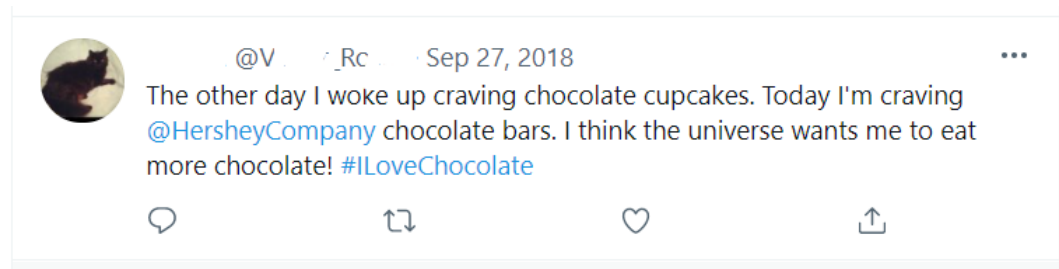 Sep 27, 2018
The other day I woke up craving chocolate cupcakes. Today I'm craving
@HersheyCompany chocolate bars. I think the universe wants me to eat
more chocolate! #ILoveChocolate